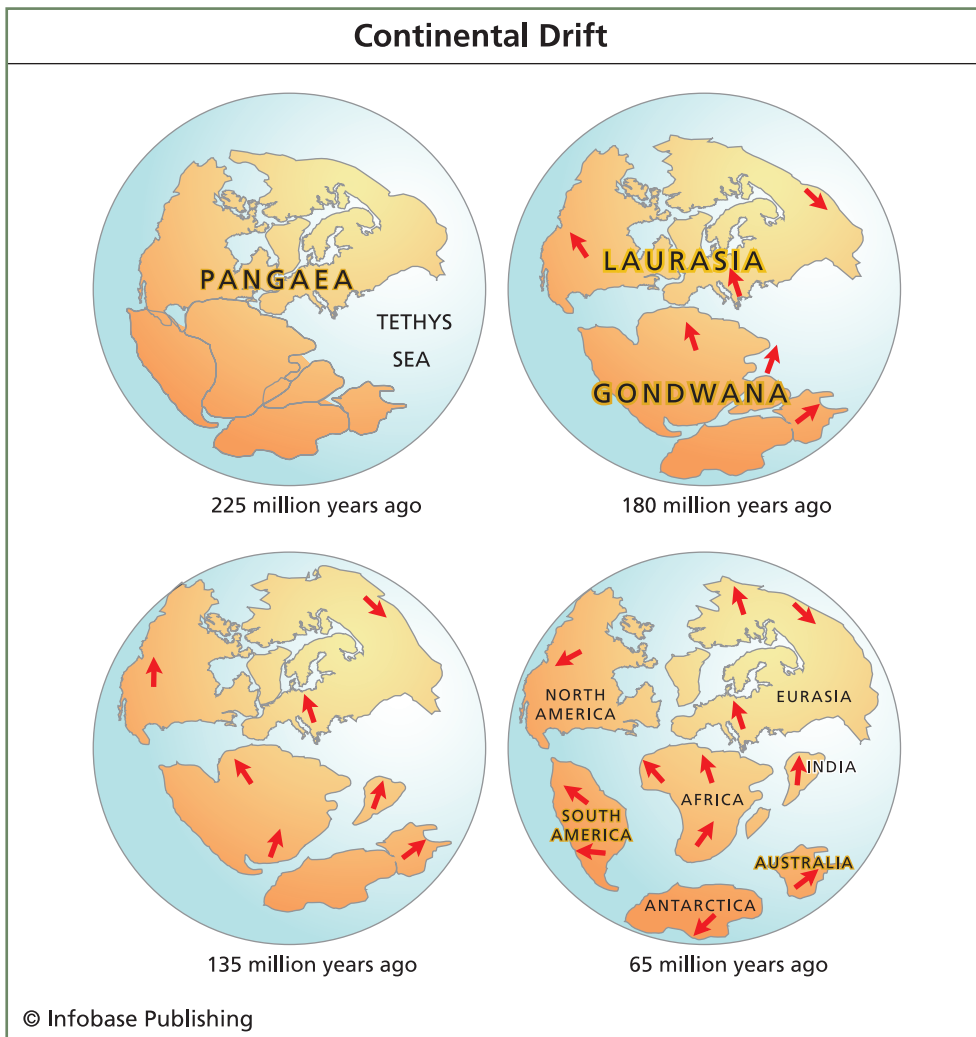 Continental Drift
PANGAEA
TETHYS
SEA
225 million years ago
LAURASIA
GONDWANA
180 million years ago
135 million years ago
NORTH
AMERICA
EURASIA
INDIA
AFRICA
SOUTH
AMERICA
AUSTRALIA
ANTARCTICA
65 million years ago
© Infobase Publishing